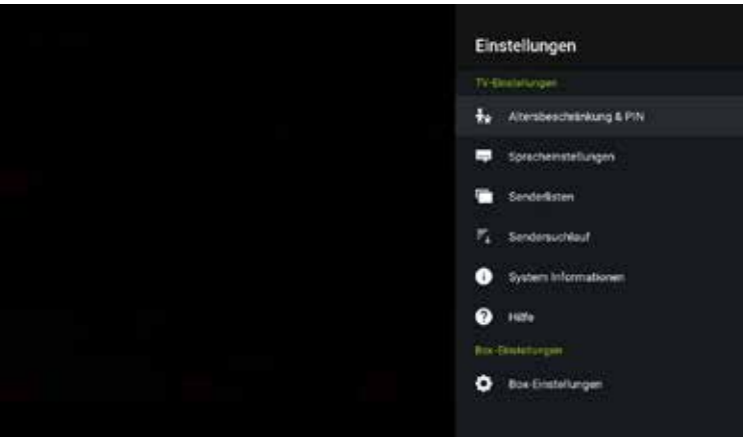 Einstellungen
TV-Einstellungen
Altersbeschränkung & PIN
Spracheinstellungen
Senderlisten
Sendersuchlauf
System Informationen
Hilfe
Box-Einstellungen
Box-Einstellungen